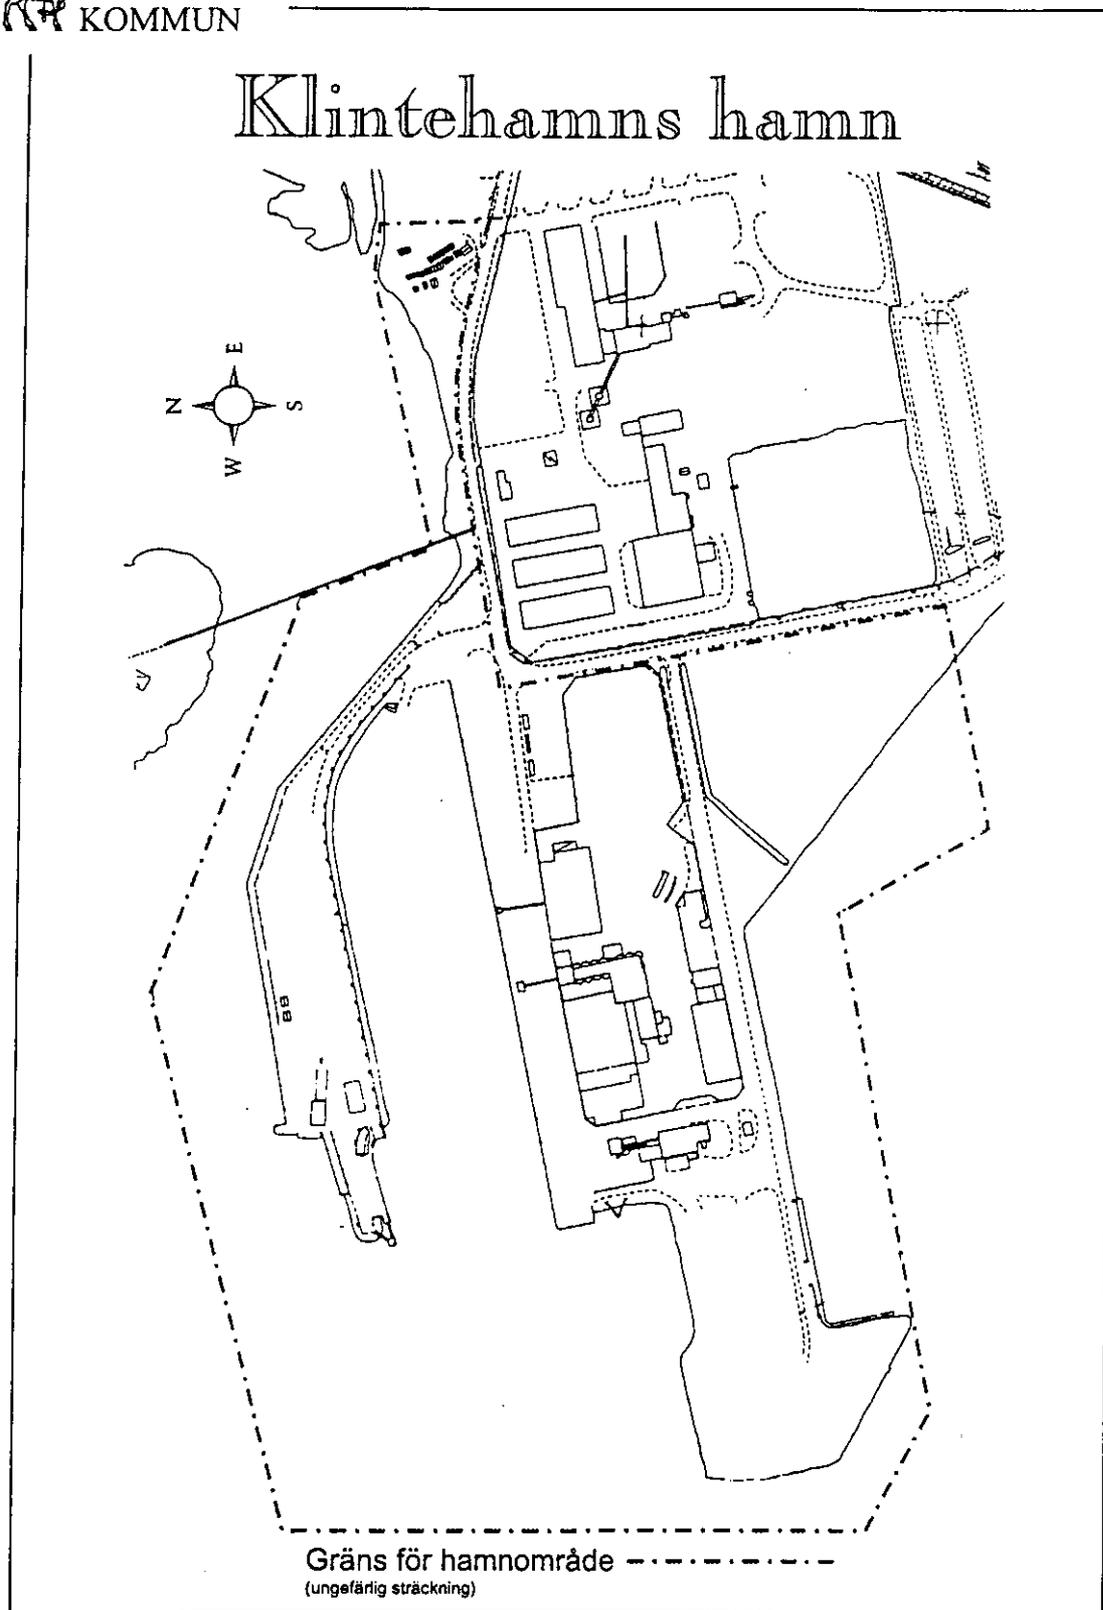 KOMMUN
Klintehamns hamn
E
N
S
W
Gräns för hamnområde
(ungefärlig sträckning)